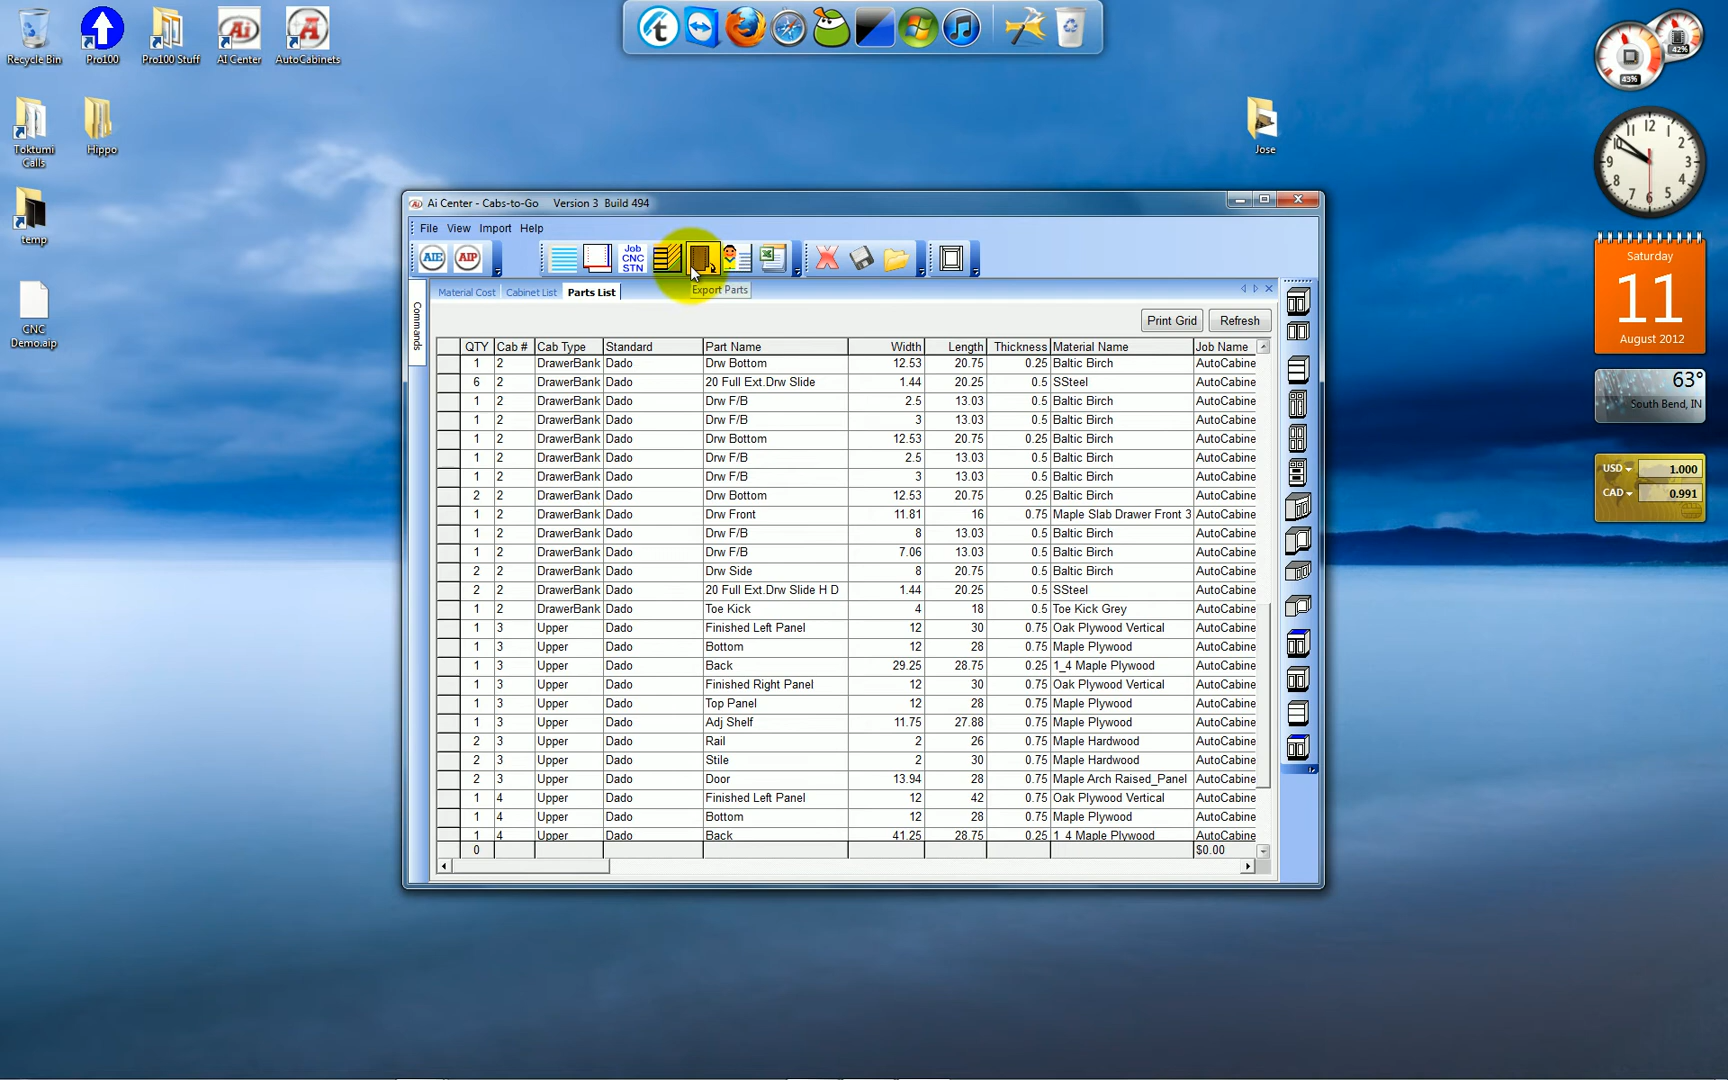 Recycle Bin
Pro100
Pro100 Stuff
AI Center
AutoCabinets
Toktumi Calls
Hippo
temp
CNC Demo.aip
Jose
43%
42%
12 1 2 3 4 5 6 7 8 9 10 11
Saturday
11
August 2012
63°
South Bend, IN
USD 1.000
CAD 0.991
Ai Center - Cabs-to-Go Version 3 Build 494
File View Import Help
AIE AIP Job CNC STN
Export Parts
Commands
Material Cost Cabinet List Parts List
Print Grid Refresh
QTY Cab # Cab Type Standard Part Name Width Length Thickness Material Name Job Name
1 2 DrawerBank Dado Drw Bottom 12.53 20.75 0.25 Baltic Birch AutoCabine
6 2 DrawerBank Dado 20 Full Ext.Drw Slide 1.44 20.25 0.5 SSteel AutoCabine
1 2 DrawerBank Dado Drw F/B 2.5 13.03 0.5 Baltic Birch AutoCabine
1 2 DrawerBank Dado Drw F/B 3 13.03 0.5 Baltic Birch AutoCabine
1 2 DrawerBank Dado Drw Bottom 12.53 20.75 0.25 Baltic Birch AutoCabine
1 2 DrawerBank Dado Drw F/B 2.5 13.03 0.5 Baltic Birch AutoCabine
1 2 DrawerBank Dado Drw F/B 3 13.03 0.5 Baltic Birch AutoCabine
2 2 DrawerBank Dado Drw Bottom 12.53 20.75 0.25 Baltic Birch AutoCabine
1 2 DrawerBank Dado Drw Front 11.81 16 0.75 Maple Slab Drawer Front 3 AutoCabine
1 2 DrawerBank Dado Drw F/B 8 13.03 0.5 Baltic Birch AutoCabine
1 2 DrawerBank Dado Drw F/B 7.06 13.03 0.5 Baltic Birch AutoCabine
2 2 DrawerBank Dado Drw Side 8 20.75 0.5 Baltic Birch AutoCabine
2 2 DrawerBank Dado 20 Full Ext.Drw Slide H D 1.44 20.25 0.5 SSteel AutoCabine
1 2 DrawerBank Dado Toe Kick 4 18 0.5 Toe Kick Grey AutoCabine
1 3 Upper Dado Finished Left Panel 12 30 0.75 Oak Plywood Vertical AutoCabine
1 3 Upper Dado Bottom 12 28 0.75 Maple Plywood AutoCabine
1 3 Upper Dado Back 29.25 28.75 0.25 1_4 Maple Plywood AutoCabine
1 3 Upper Dado Finished Right Panel 12 30 0.75 Oak Plywood Vertical AutoCabine
1 3 Upper Dado Top Panel 12 28 0.75 Maple Plywood AutoCabine
1 3 Upper Dado Adj Shelf 11.75 27.88 0.75 Maple Plywood AutoCabine
2 3 Upper Dado Rail 2 26 0.75 Maple Hardwood AutoCabine
2 3 Upper Dado Stile 2 30 0.75 Maple Hardwood AutoCabine
2 3 Upper Dado Door 13.94 28 0.75 Maple Arch Raised_Panel AutoCabine
1 4 Upper Dado Finished Left Panel 12 42 0.75 Oak Plywood Vertical AutoCabine
1 4 Upper Dado Bottom 12 28 0.75 Maple Plywood AutoCabine
1 4 Upper Dado Back 41.25 28.75 0.25 1_4 Maple Plywood AutoCabine
0 $0.00